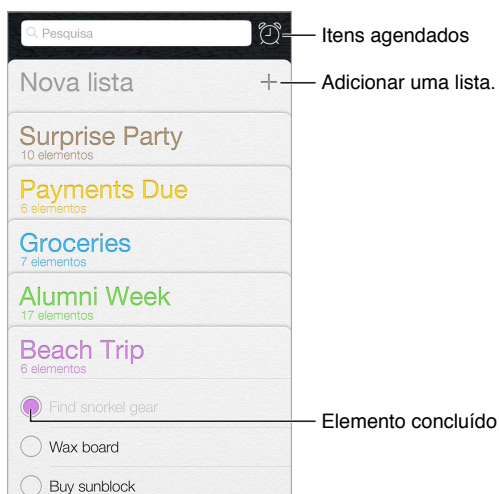 Pesquisa
Itens agendados
Nova lista
Adicionar uma lista.
Surprise Party
10 elementos
Payments Due
6 elementos
Groceries
7 elementos
Alumni Week
17 elementos
Beach Trip
6 elementos
Find snorkel gear
Elemento concluído
Wax board
Buy sunblock